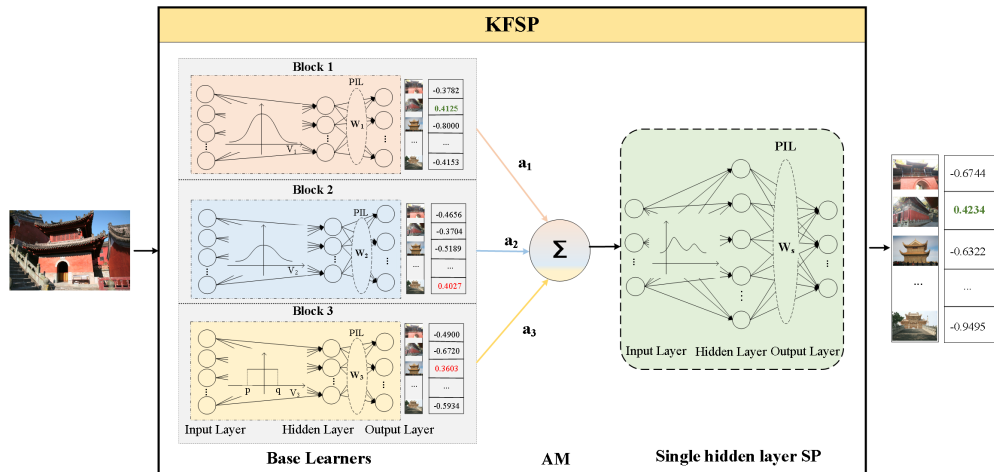 KFSP
Block 1
PIL
W1
V1
-0.3782
0.4125
-0.8000
...
-0.4153
Block 2
PIL
W2
V2
-0.4656
-0.3704
-0.5189
...
0.4027
Block 3
PIL
W3
p q V3
-0.4900
-0.6720
0.3603
...
-0.5934
Input Layer Hidden Layer Output Layer
Base Learners
a1
a2
a3
Σ
AM
PIL
Ws
Input Layer Hidden Layer Output Layer
Single hidden layer SP
-0.6744
0.4234
-0.6322
... ...
-0.9495